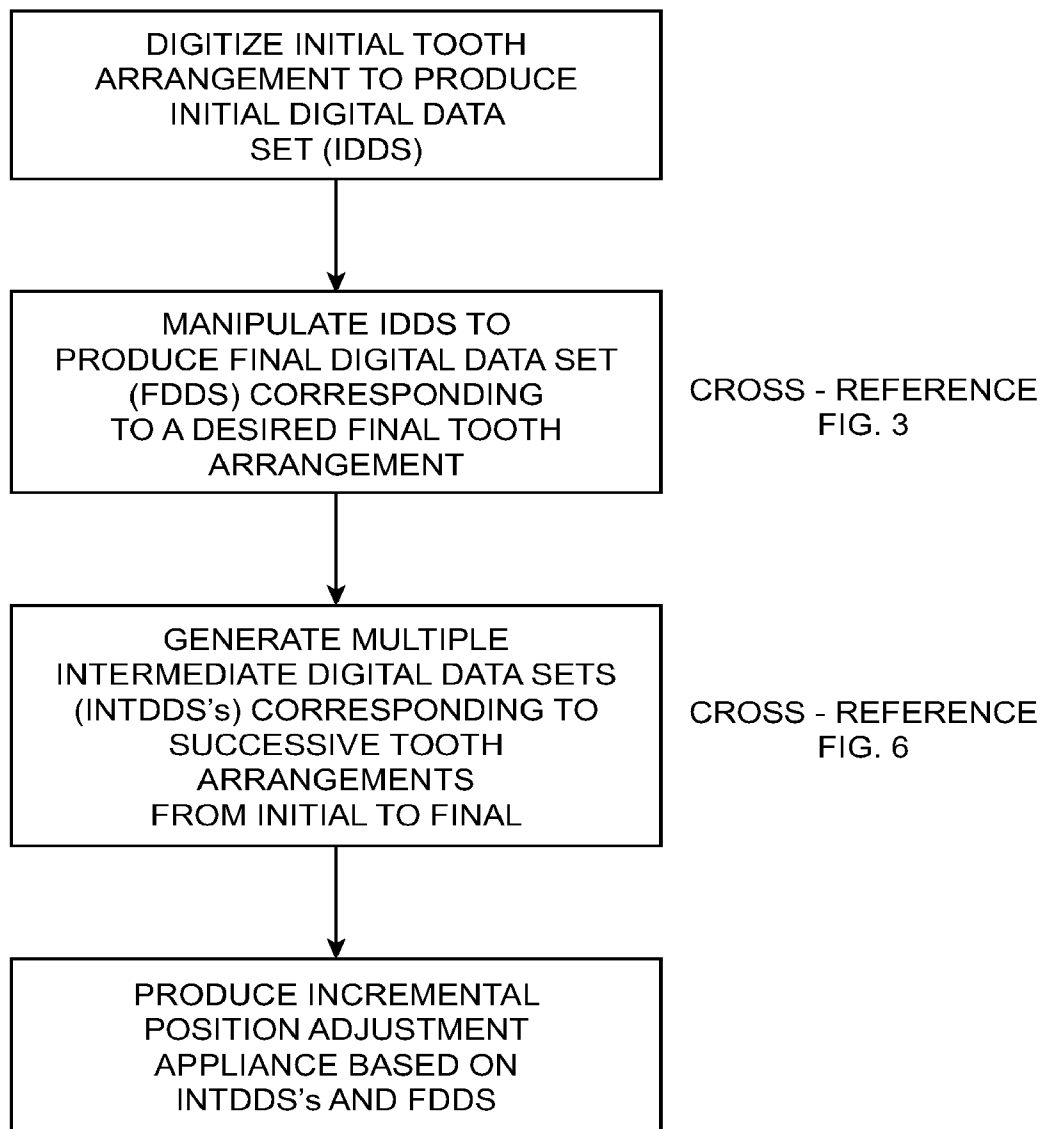 DIGITIZE INITIAL TOOTH
ARRANGEMENT TO PRODUCE
INITIAL DIGITAL DATA
SET (IDDS)
MANIPULATE IDDS TO
PRODUCE FINAL DIGITAL DATA SET
(FDDS) CORRESPONDING
TO A DESIRED FINAL TOOTH
ARRANGEMENT
CROSS - REFERENCE
FIG. 3
GENERATE MULTIPLE
INTERMEDIATE DIGITAL DATA SETS
(INTDDS's) CORRESPONDING TO
SUCCESSIVE TOOTH
ARRANGEMENTS
FROM INITIAL TO FINAL
CROSS - REFERENCE
FIG. 6
PRODUCE INCREMENTAL
POSITION ADJUSTMENT
APPLIANCE BASED ON
INTDDS's AND FDDS